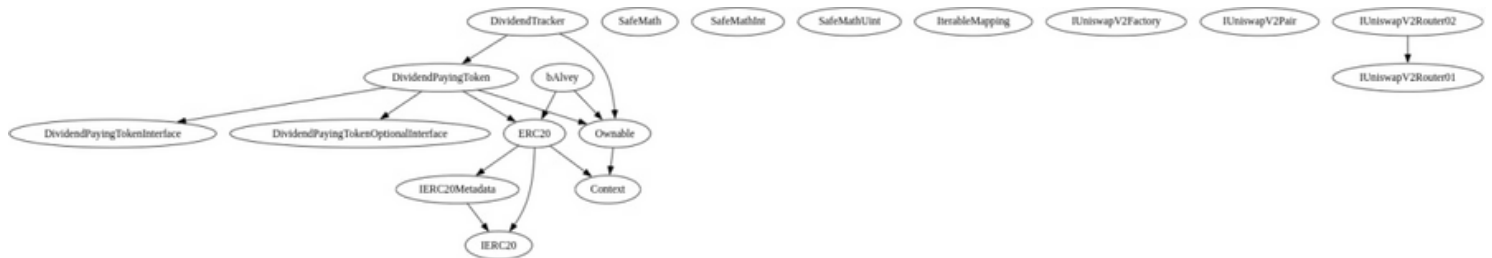 DividendTracker
SafeMath
SafeMathInt
SafeMathUint
IterableMapping
IUniswapV2Factory
IUniswapV2Pair
IUniswapV2Router02
DividendPayingToken
bAlvey
IUniswapV2Router01
DividendPayingTokenInterface
DividendPayingTokenOptionalInterface
ERC20
Ownable
IERC20Metadata
Context
IERC20